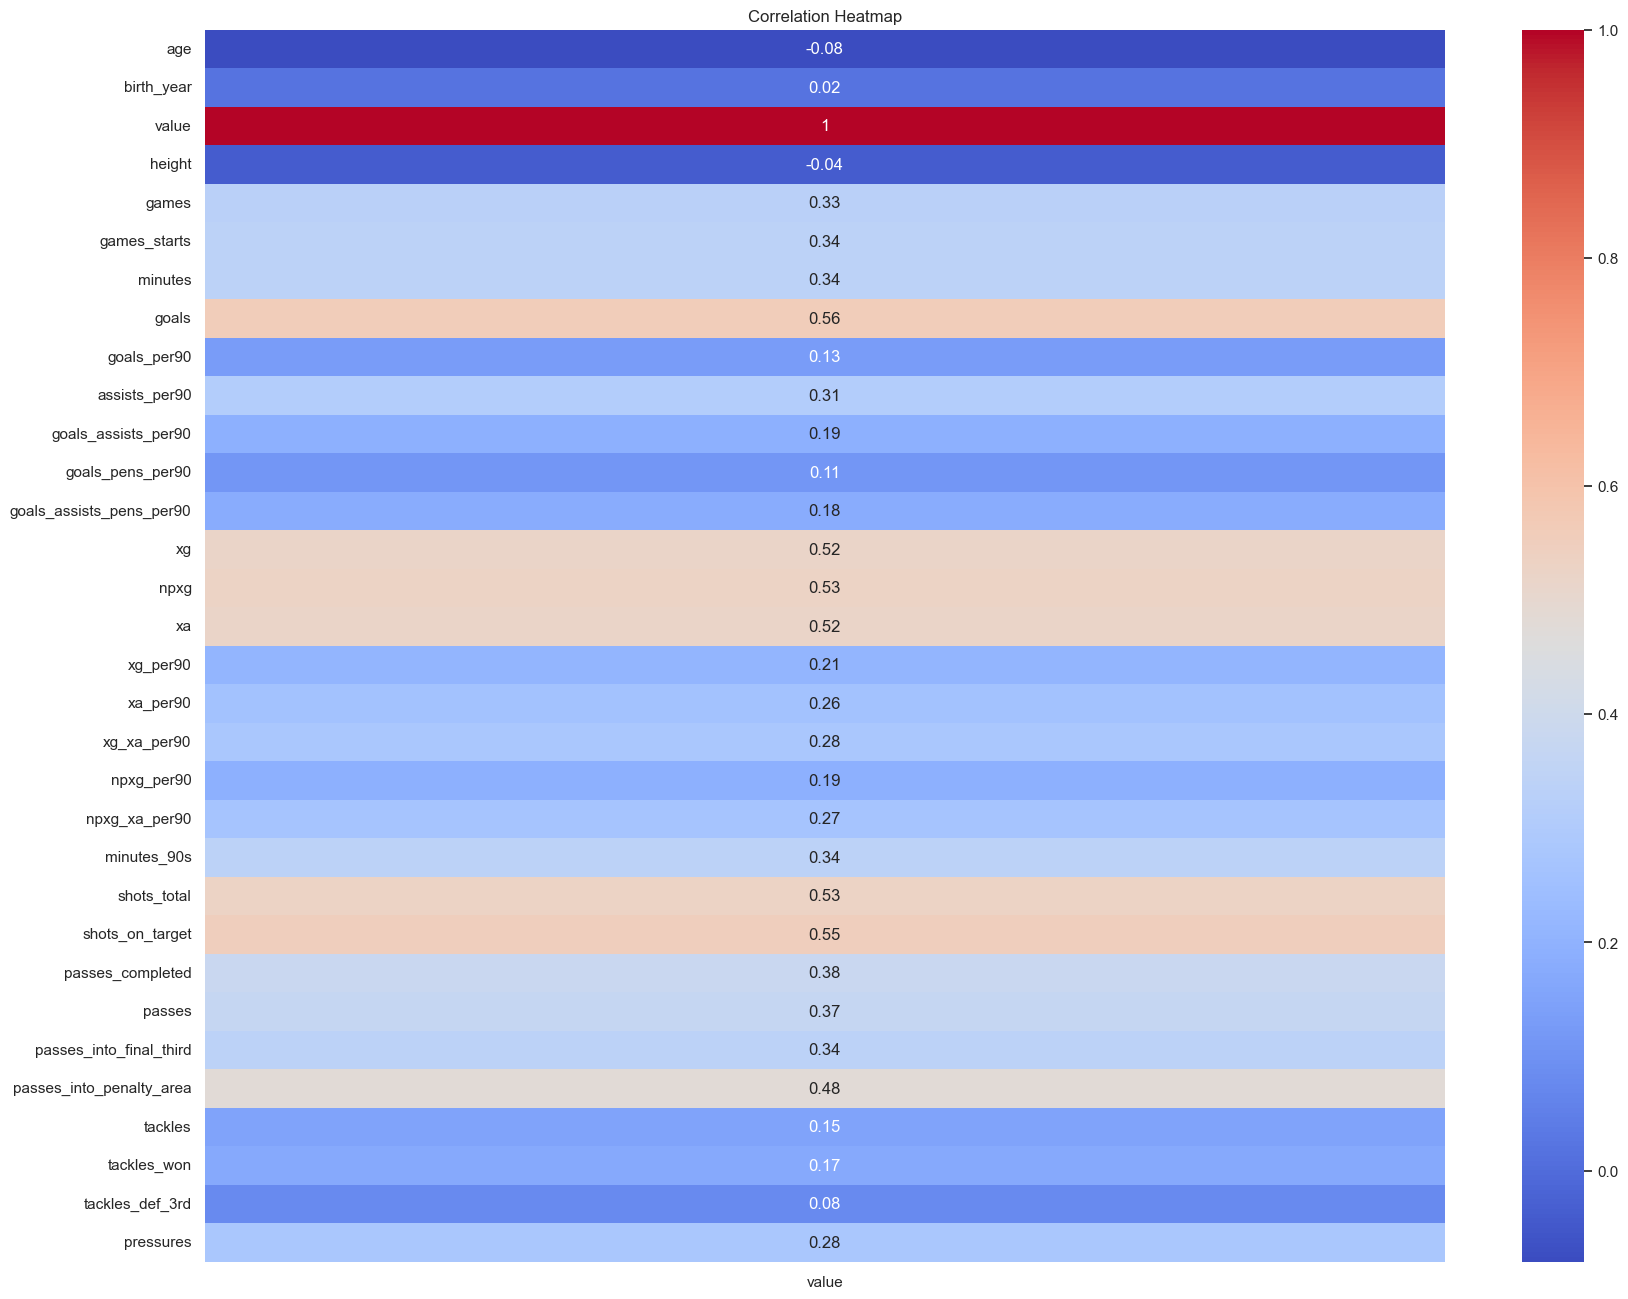 Correlation Heatmap
age -0.08
birth_year 0.02
value 1
height -0.04
games 0.33
games_starts 0.34
minutes 0.34
goals 0.56
goals_per90 0.13
assists_per90 0.31
goals_assists_per90 0.19
goals_pens_per90 0.11
goals_assists_pens_per90 0.18
xg 0.52
npxg 0.53
xa 0.52
xg_per90 0.21
xa_per90 0.26
xg_xa_per90 0.28
npxg_per90 0.19
npxg_xa_per90 0.27
minutes_90s 0.34
shots_total 0.53
shots_on_target 0.55
passes_completed 0.38
passes 0.37
passes_into_final_third 0.34
passes_into_penalty_area 0.48
tackles 0.15
tackles_won 0.17
tackles_def_3rd 0.08
pressures 0.28
value
1.0
0.8
0.6
0.4
0.2
0.0